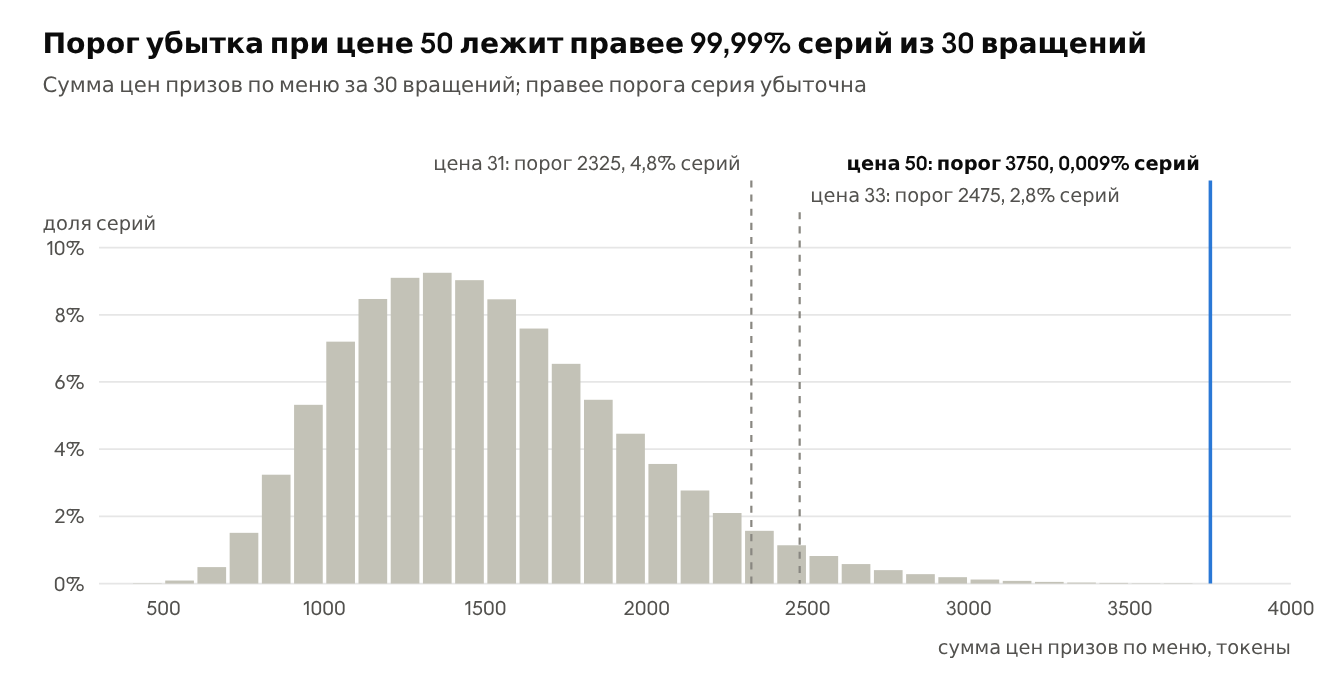 Порог убытка при цене 50 лежит правее 99,99% серий из 30 вращений
Сумма цен призов по меню за 30 вращений; правее порога серия убыточна
цена 31: порог 2325, 4,8% серий
цена 50: порог 3750, 0,009% серий
цена 33: порог 2475, 2,8% серий
доля серий
10%
8%
6%
4%
2%
0%
500 1000 1500 2000 2500 3000 3500 4000
сумма цен призов по меню, токены